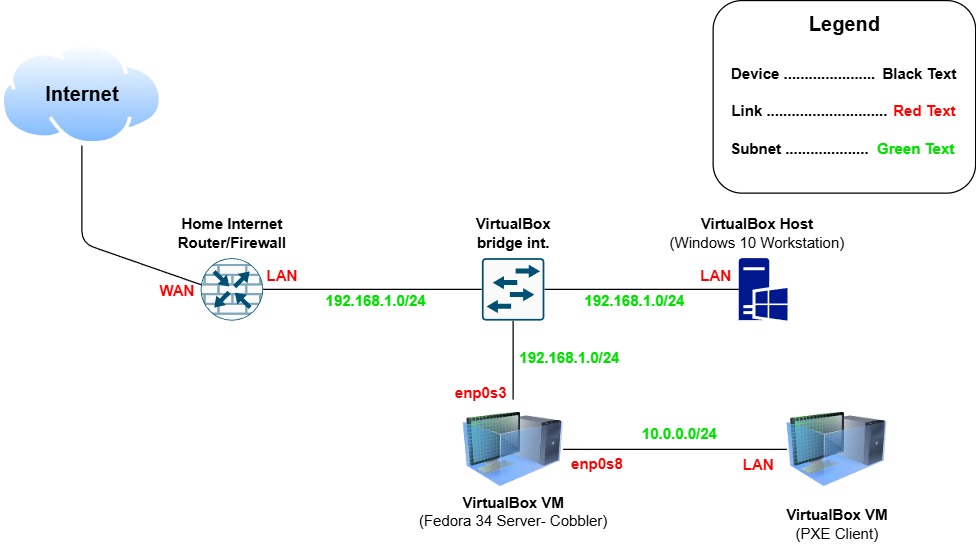 Legend
Device ...................... Black Text
Link ............................. Red Text
Subnet .................... Green Text
Internet
Home Internet
Router/Firewall
VirtualBox
bridge int.
VirtualBox Host
(Windows 10 Workstation)
WAN
LAN
192.168.1.0/24
192.168.1.0/24
LAN
192.168.1.0/24
enp0s3
10.0.0.0/24
enp0s8
LAN
VirtualBox VM
(Fedora 34 Server- Cobbler)
VirtualBox VM
(PXE Client)